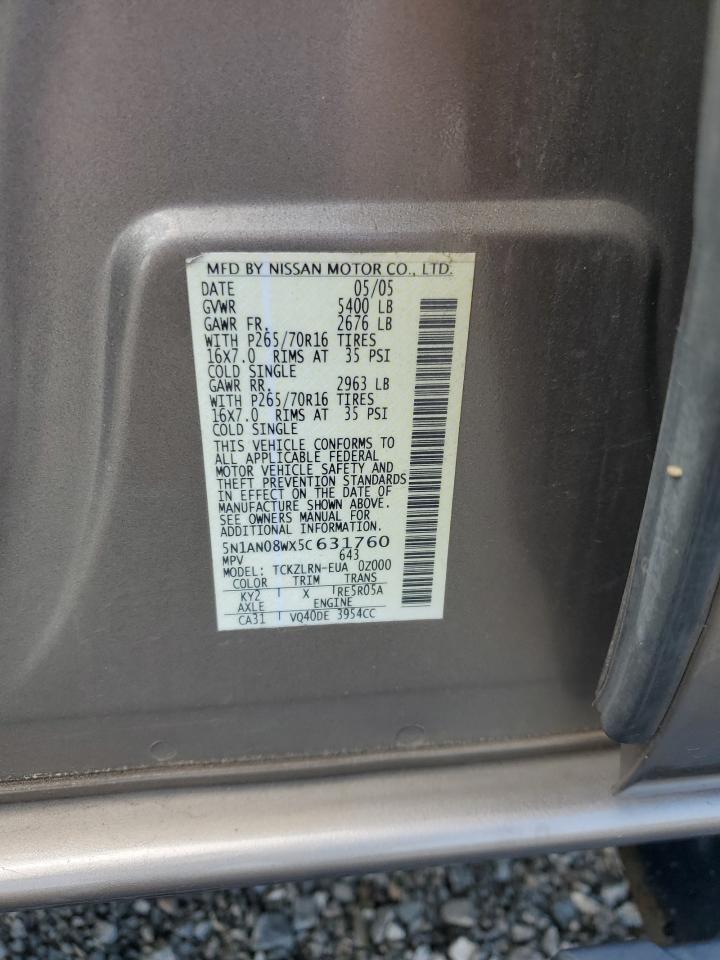 MFD BY NISSAN MOTOR CO., LTD.
DATE 05/05
GVWR 5400 LB
GAWR FR. 2676 LB
WITH P265/70R16 TIRES
16X7.0 RIMS AT 35 PSI
COLD SINGLE
GAWR RR. 2963 LB
WITH P265/70R16 TIRES
16X7.0 RIMS AT 35 PSI
COLD SINGLE
THIS VEHICLE CONFORMS TO
ALL APPLICABLE FEDERAL
MOTOR VEHICLE SAFETY AND
THEFT PREVENTION STANDARDS
IN EFFECT ON THE DATE OF
MANUFACTURE SHOWN ABOVE.
SEE OWNERS MANUAL FOR
ADDITIONAL INFORMATION.
5N1AN08WX5C631760
MPV 643
MODEL: TCKZLRN-EUA 0Z000
COLOR TRIM TRANS
KY2 X RE5R05A
AXLE ENGINE
CA31 VQ40DE 3954CC